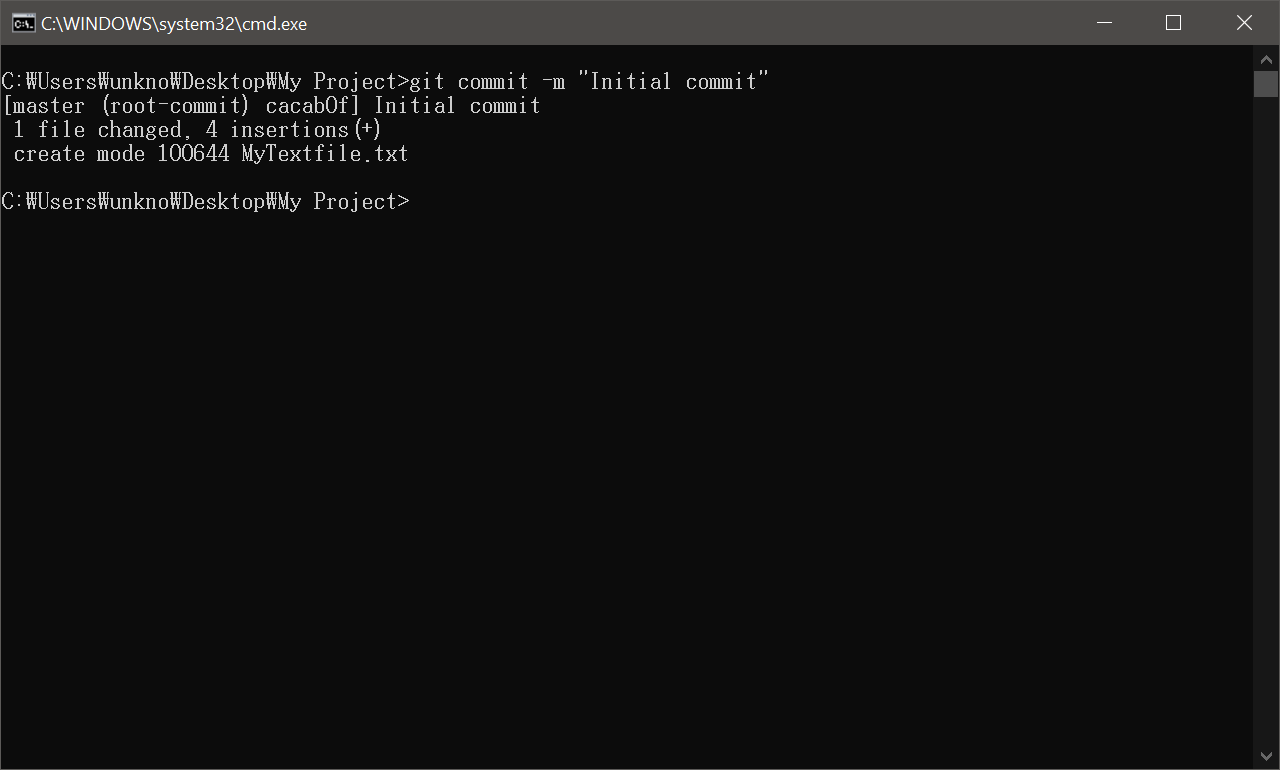 C:\WINDOWS\system32\cmd.exe
C:₩Users₩unkno₩Desktop₩My Project>git commit -m "Initial commit"
[master (root-commit) cacab0f] Initial commit
 1 file changed, 4 insertions(+)
 create mode 100644 MyTextfile.txt
C:₩Users₩unkno₩Desktop₩My Project>